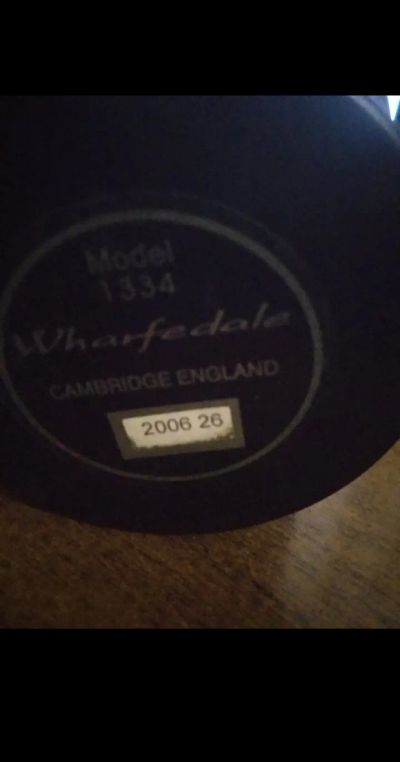 Model
1334
Wharfedale
CAMBRIDGE ENGLAND
2006 26